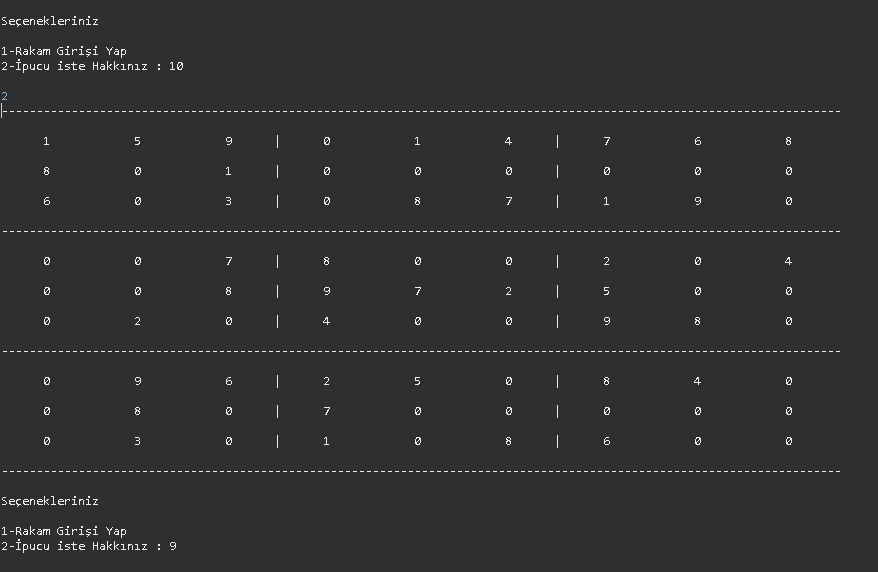 Seçenekleriniz
1-Rakam Girişi Yap
2-İpucu iste Hakkınız : 10
2
--------------------------------------------------------------------------------
1 5 9 | 0 1 4 | 7 6 8
8 0 1 | 0 0 0 | 0 0 0
6 0 3 | 0 8 7 | 1 9 0
--------------------------------------------------------------------------------
0 0 7 | 8 0 0 | 2 0 4
0 0 8 | 9 7 2 | 5 0 0
0 2 0 | 4 0 0 | 9 8 0
--------------------------------------------------------------------------------
0 9 6 | 2 5 0 | 8 4 0
0 8 0 | 7 0 0 | 0 0 0
0 3 0 | 1 0 8 | 6 0 0
--------------------------------------------------------------------------------
Seçenekleriniz
1-Rakam Girişi Yap
2-İpucu iste Hakkınız : 9